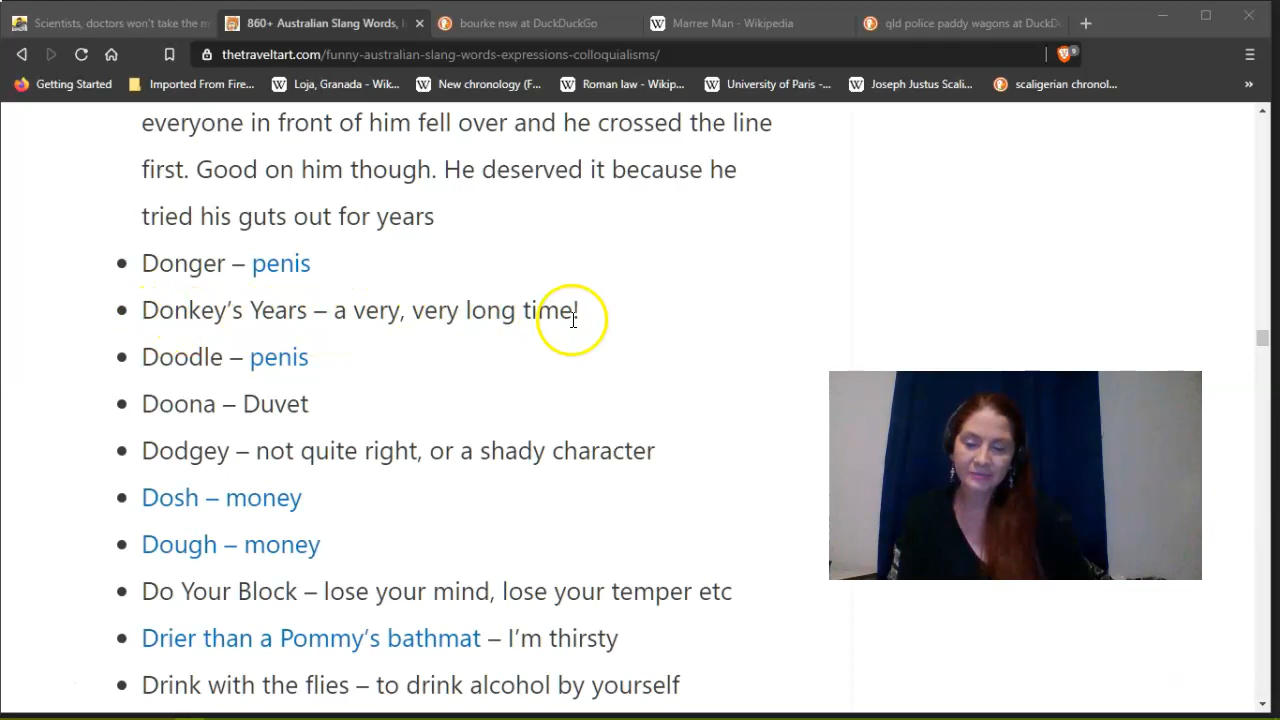 Scientists, doctors won't take the m
860+ Australian Slang Words,
bourke nsw at DuckDuckGo
Marree Man - Wikipedia
qld police paddy wagons at DuckD
thetraveltart.com/funny-australian-slang-words-expressions-colloquialisms/
9
Getting Started
Imported From Fire...
Loja, Granada - Wik...
New chronology (F...
Roman law - Wikip...
University of Paris -...
Joseph Justus Scali...
scaligerian chronol...
everyone in front of him fell over and he crossed the line
first. Good on him though. He deserved it because he
tried his guts out for years
Donger – penis
Donkey’s Years – a very, very long time!
Doodle – penis
Doona – Duvet
Dodgey – not quite right, or a shady character
Dosh – money
Dough – money
Do Your Block – lose your mind, lose your temper etc
Drier than a Pommy’s bathmat – I’m thirsty
Drink with the flies – to drink alcohol by yourself